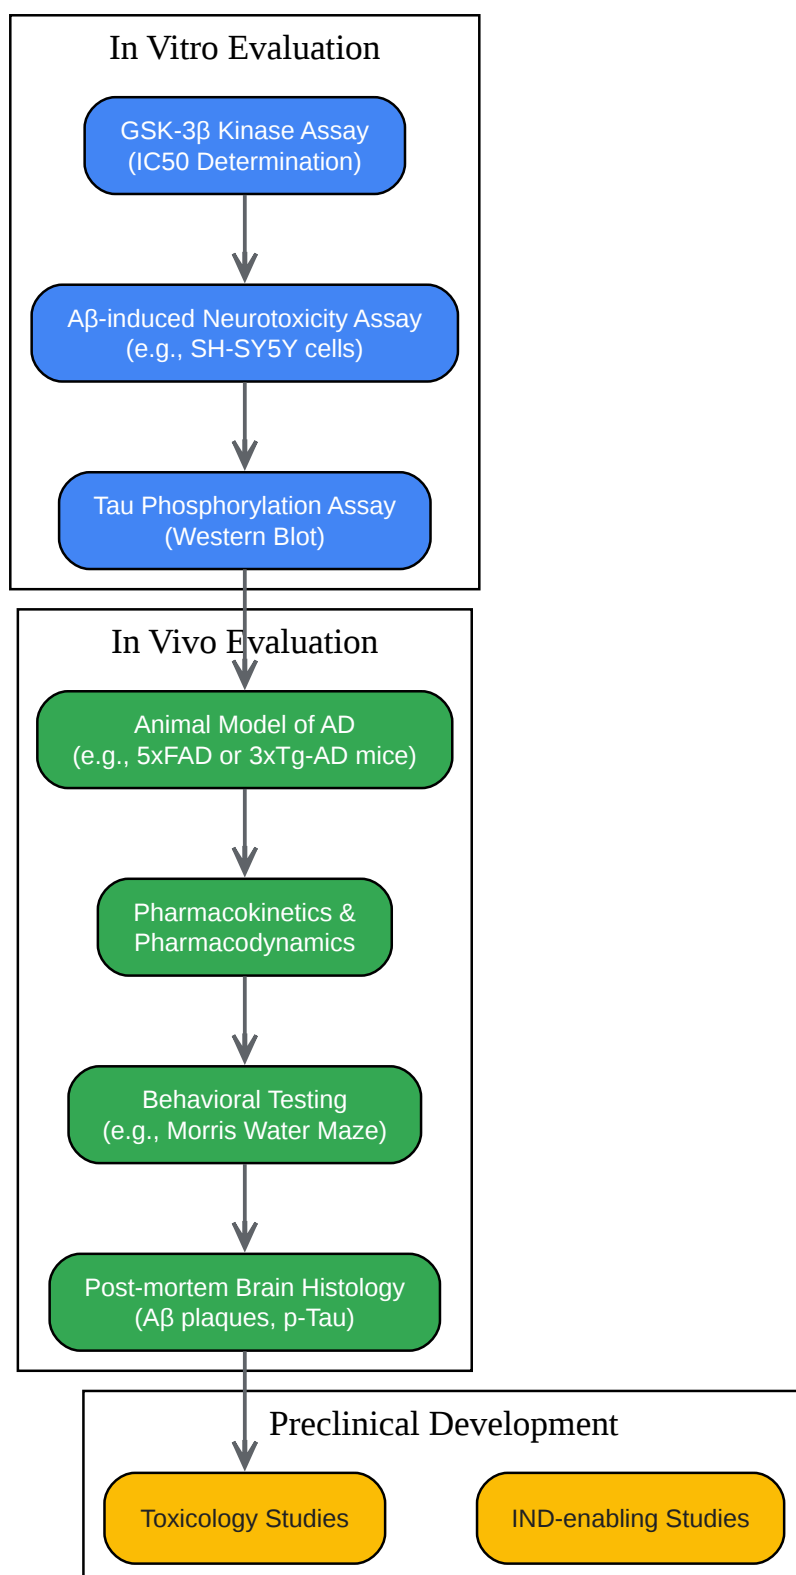 In Vitro Evaluation
GSK-3β Kinase Assay
(IC50 Determination)
Aβ-induced Neurotoxicity Assay
(e.g., SH-SY5Y cells)
Tau Phosphorylation Assay
(Western Blot)
In Vivo Evaluation
Animal Model of AD
(e.g., 5xFAD or 3xTg-AD mice)
Pharmacokinetics &
Pharmacodynamics
Behavioral Testing
(e.g., Morris Water Maze)
Post-mortem Brain Histology
(Aβ plaques, p-Tau)
Preclinical Development
Toxicology Studies
IND-enabling Studies